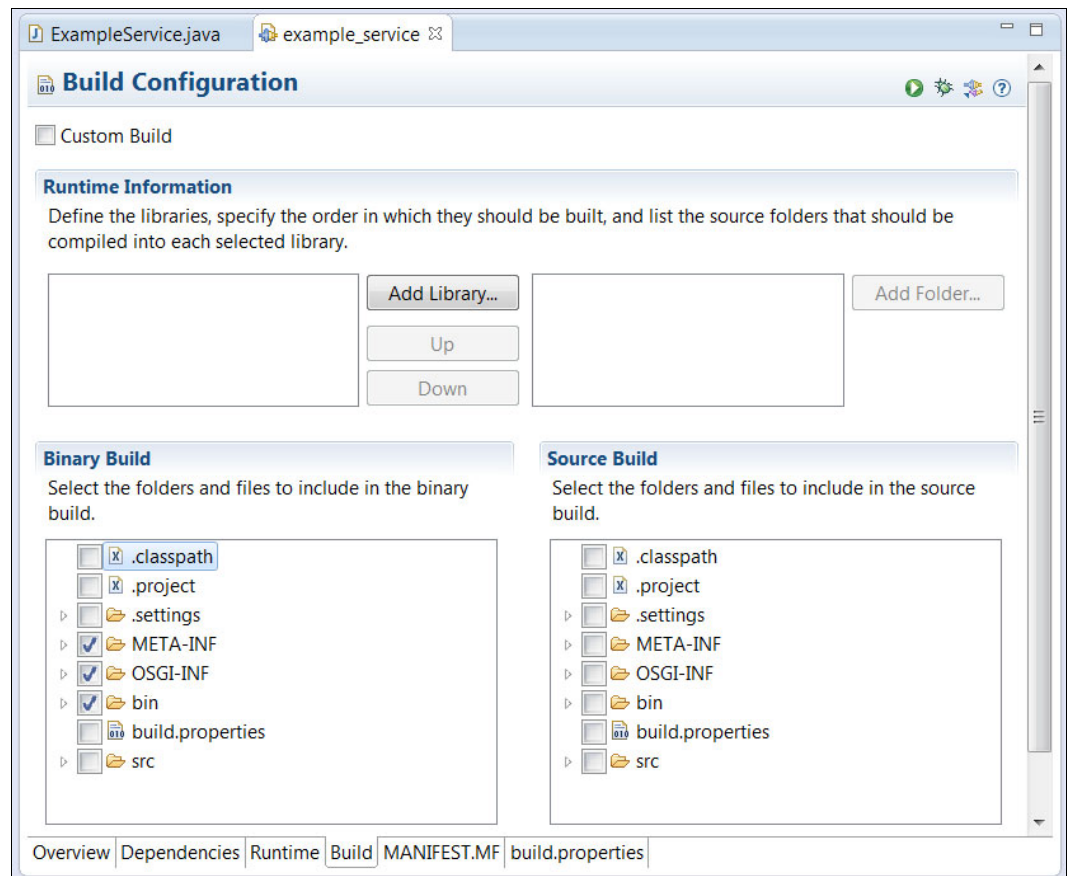 ExampleService.java
example_service
Build Configuration
Custom Build
Runtime Information
Define the libraries, specify the order in which they should be built, and list the source folders that should be
compiled into each selected library.
Add Library...
Add Folder...
Up
Down
Binary Build
Select the folders and files to include in the binary
build.
.classpath
.project
.settings
META-INF
OSGI-INF
bin
build.properties
src
Source Build
Select the folders and files to include in the source
build.
.classpath
.project
.settings
META-INF
OSGI-INF
bin
build.properties
src
Overview Dependencies Runtime Build MANIFEST.MF build.properties